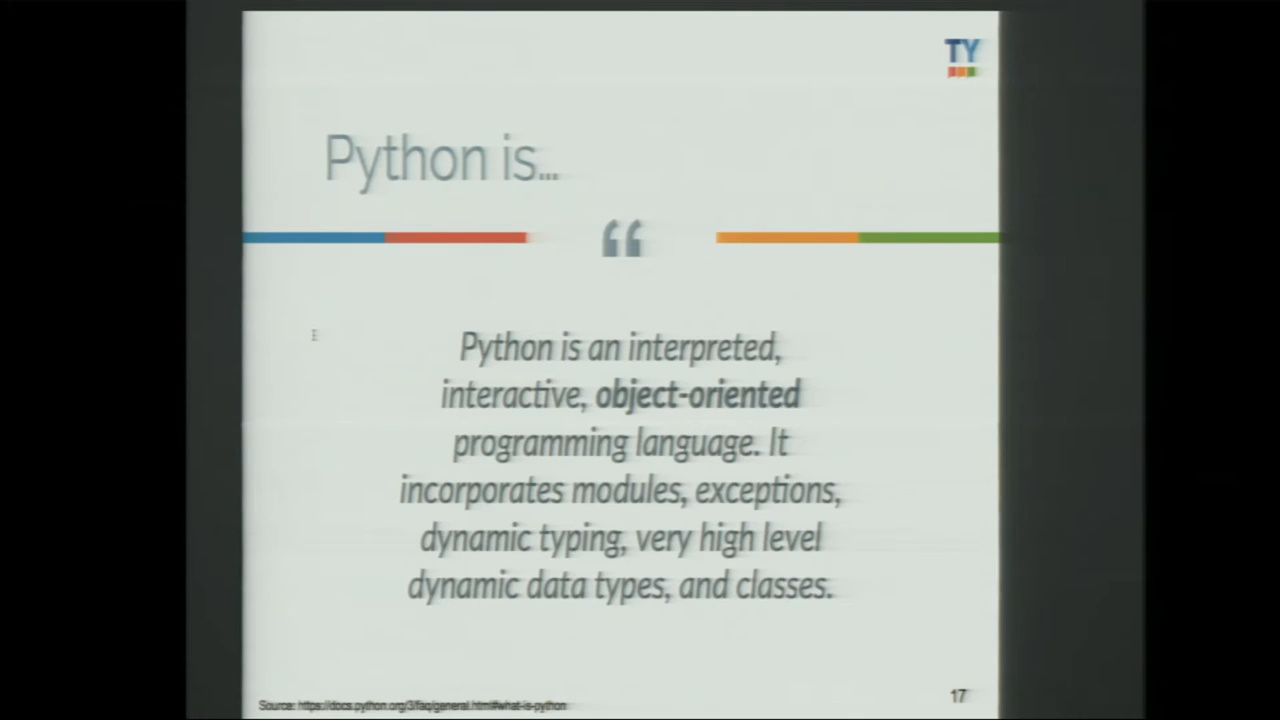 TY
Python is...
“
Python is an interpreted,
interactive, object-oriented
programming language. It
incorporates modules, exceptions,
dynamic typing, very high level
dynamic data types, and classes.
Source: https://docs.python.org/3/faq/general.html#what-is-python
17